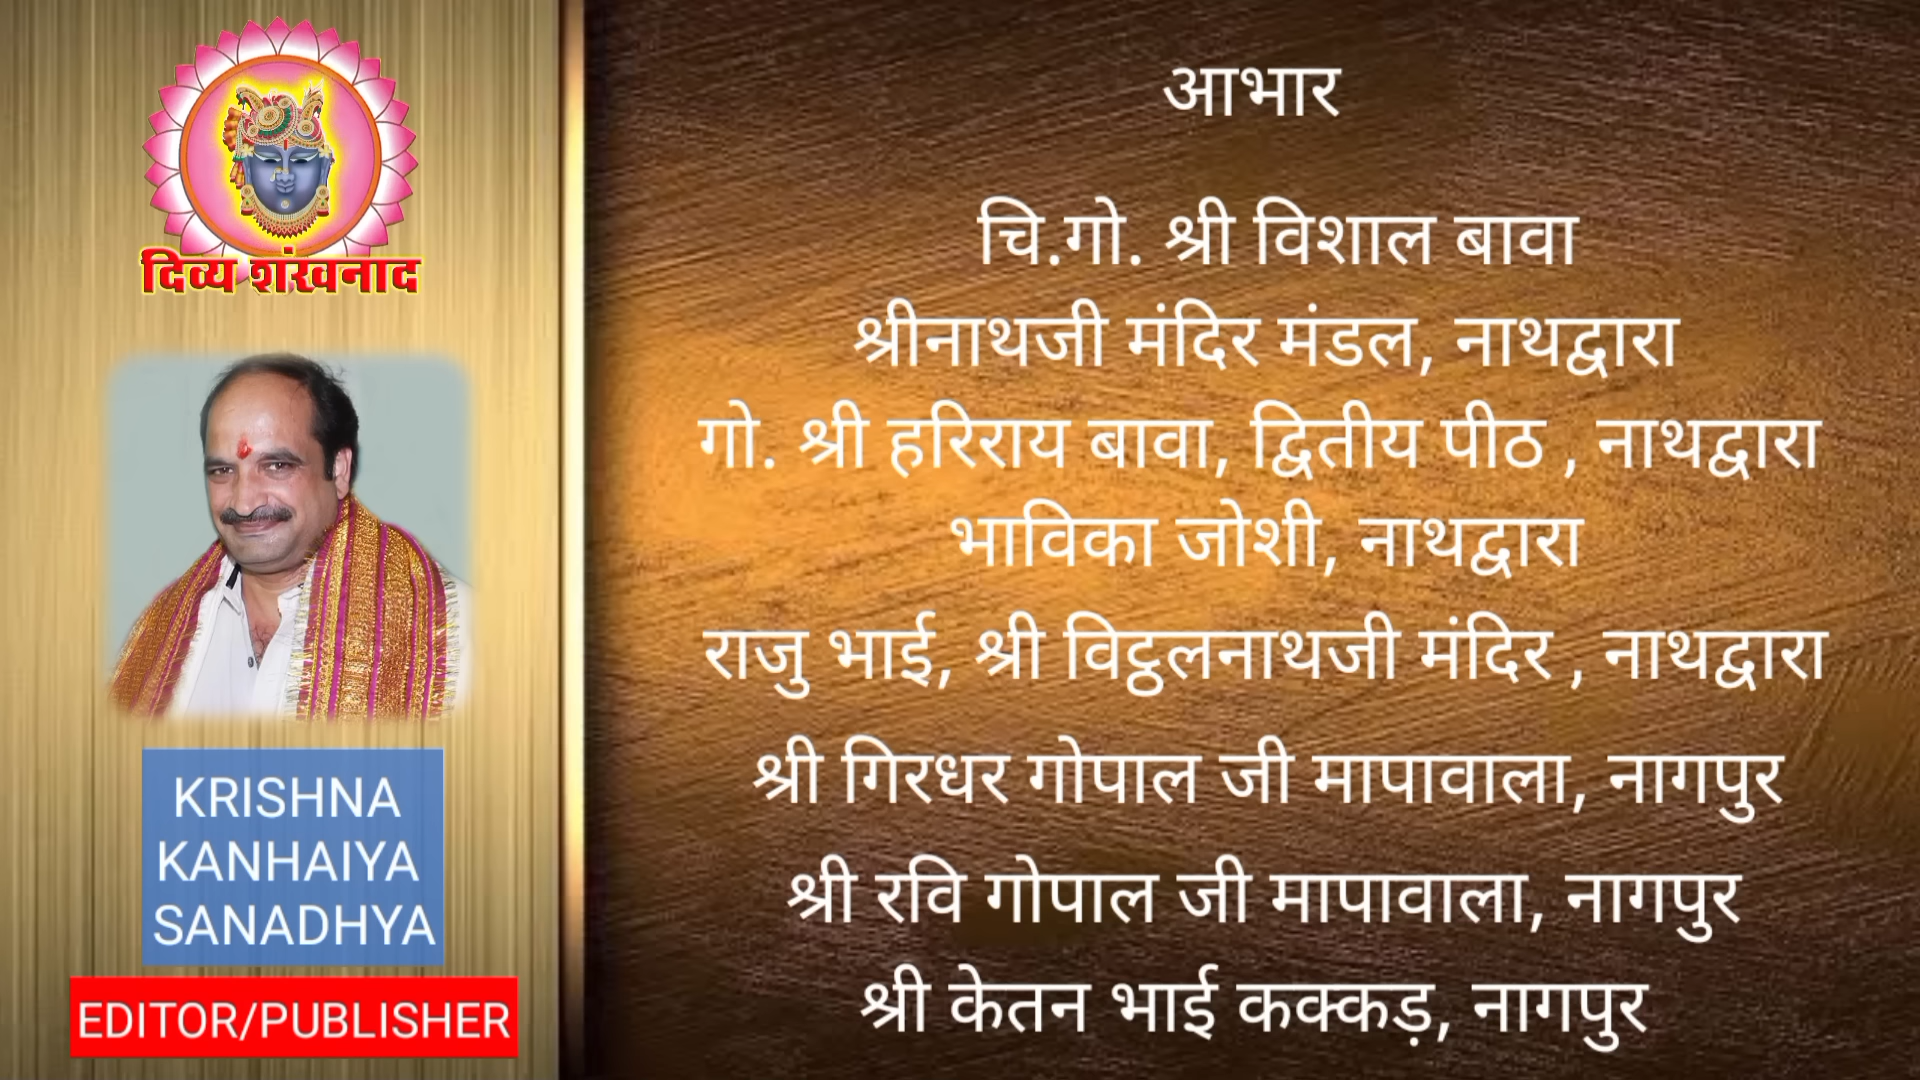 दिव्य शंखनाद
KRISHNA
KANHAIYA
SANADHYA
EDITOR/PUBLISHER
आभार
चि.गो. श्री विशाल बावा
श्रीनाथजी मंदिर मंडल, नाथद्वारा
गो. श्री हरिराय बावा, द्वितीय पीठ , नाथद्वारा
भाविका जोशी, नाथद्वारा
राजु भाई, श्री विट्ठलनाथजी मंदिर , नाथद्वारा
श्री गिरधर गोपाल जी मापावाला, नागपुर
श्री रवि गोपाल जी मापावाला, नागपुर
श्री केतन भाई कक्कड़, नागपुर